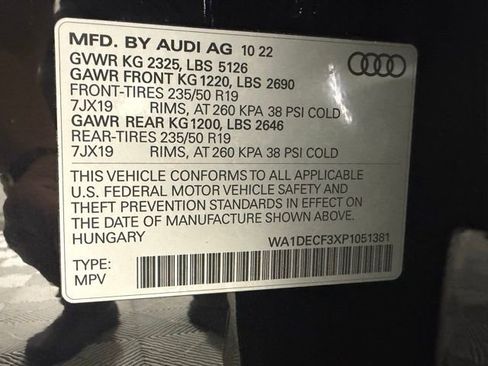 MFD. BY AUDI AG 10 22
GVWR KG 2325, LBS 5126
GAWR FRONT KG 1220, LBS 2690
FRONT-TIRES 235/50 R19
7JX19 RIMS, AT 260 KPA 38 PSI COLD
GAWR REAR KG1200, LBS 2646
REAR-TIRES 235/50 R19
7JX19 RIMS, AT 260 KPA 38 PSI COLD
THIS VEHICLE CONFORMS TO ALL APPLICABLE
U.S. FEDERAL MOTOR VEHICLE SAFETY AND
THEFT PREVENTION STANDARDS IN EFFECT ON
THE DATE OF MANUFACTURE SHOWN ABOVE.
HUNGARY WA1DECF3XP1051381
TYPE:
MPV